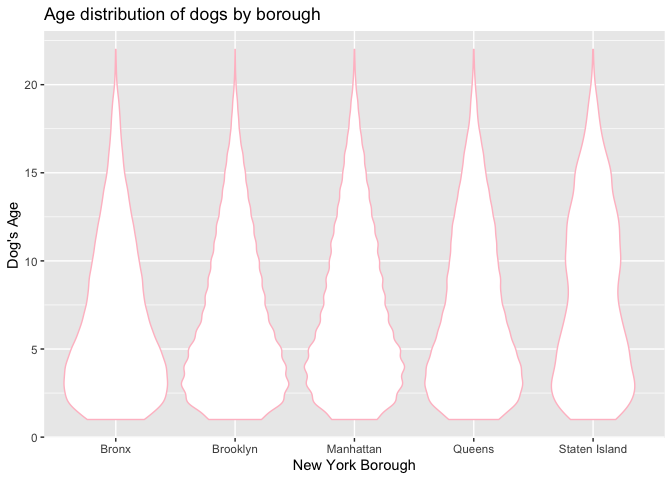 Age distribution of dogs by borough
Dog's Age
20
15
10
5
0
Bronx Brooklyn Manhattan Queens Staten Island
New York Borough